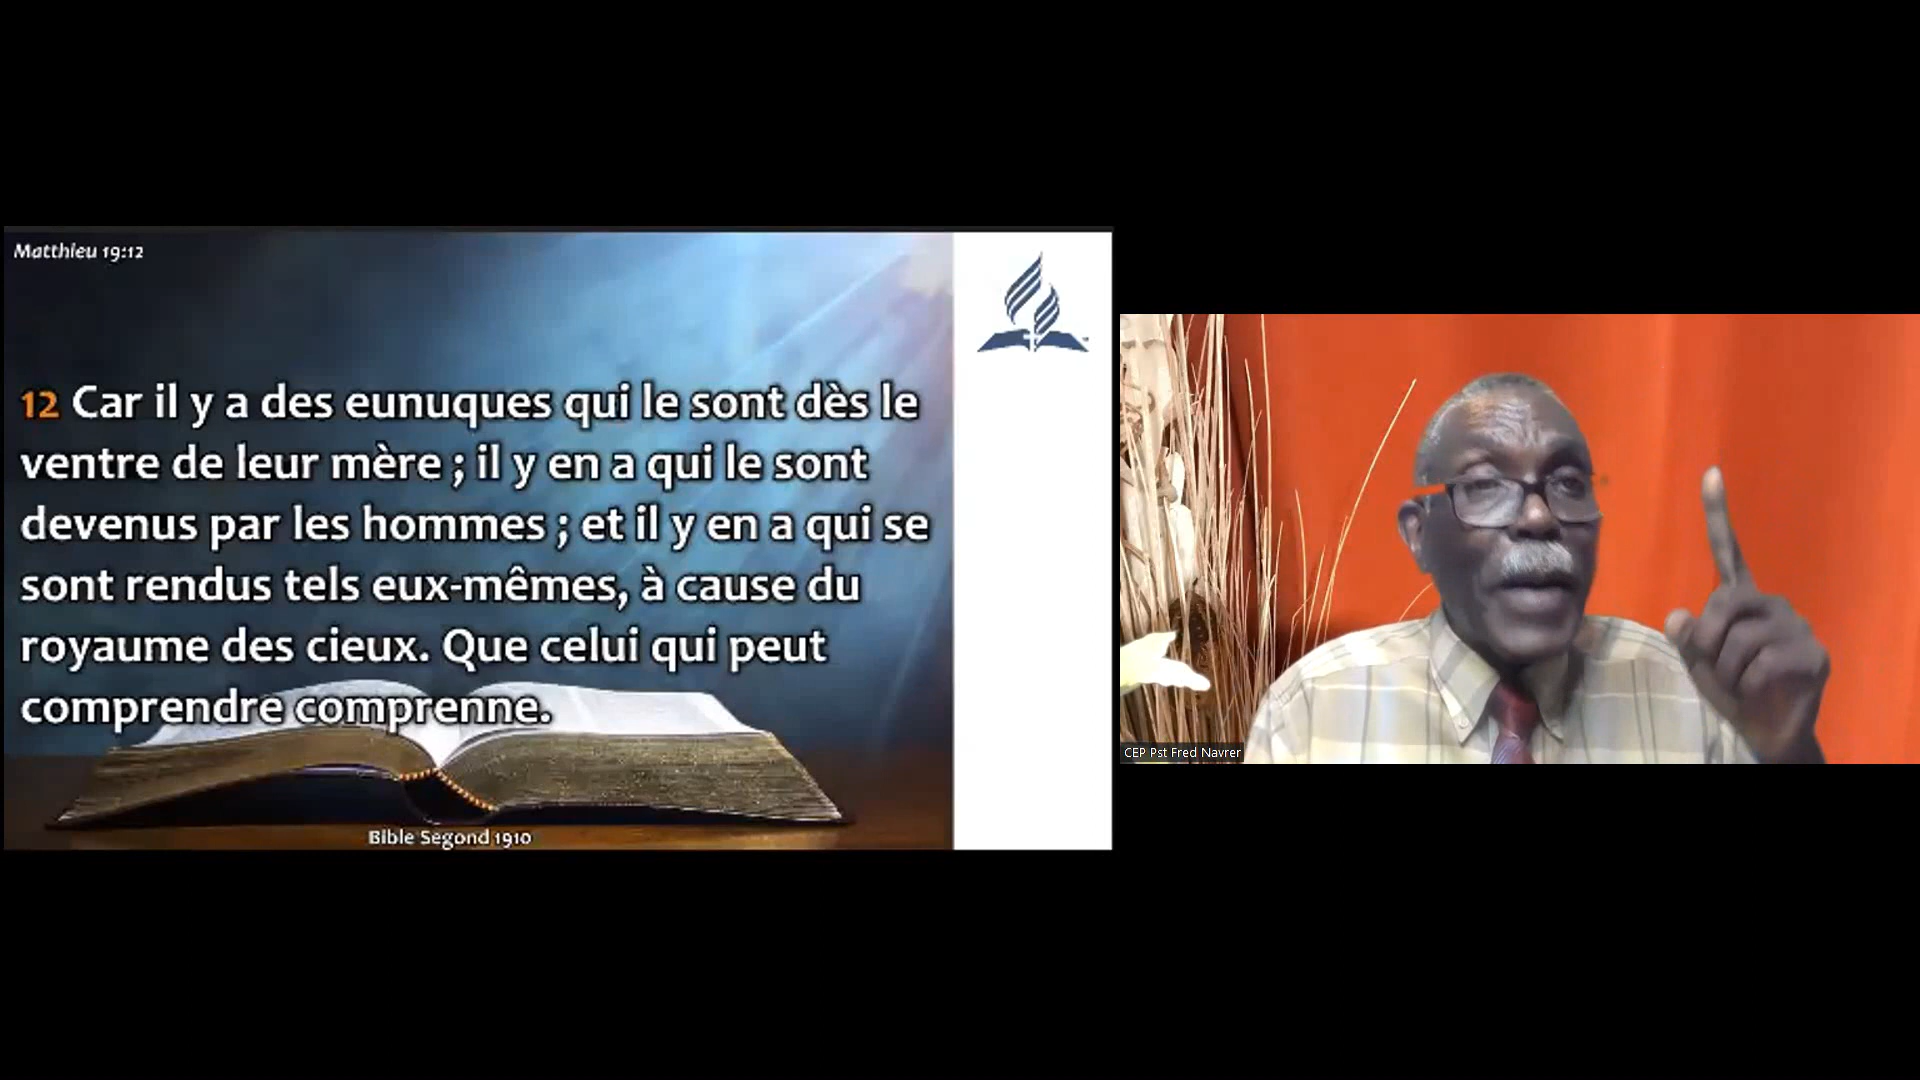 Matthieu 19:12
12 Car il y a des eunuques qui le sont dès le
ventre de leur mère ; il y en a qui le sont
devenus par les hommes ; et il y en a qui se
sont rendus tels eux-mêmes, à cause du
royaume des cieux. Que celui qui peut
comprendre comprenne.
Bible Segond 1910
CEP Pst Fred Navrer